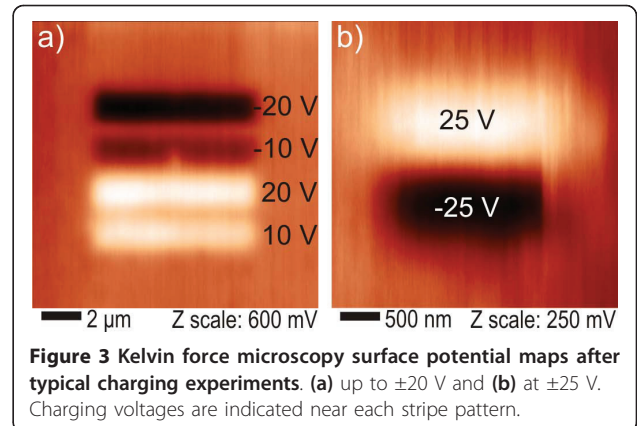 a)
-20 V
-10 V
20 V
10 V
2 µm Z scale: 600 mV
b)
25 V
-25 V
500 nm Z scale: 250 mV
Figure 3 Kelvin force microscopy surface potential maps after
typical charging experiments. (a) up to ±20 V and (b) at ±25 V.
Charging voltages are indicated near each stripe pattern.